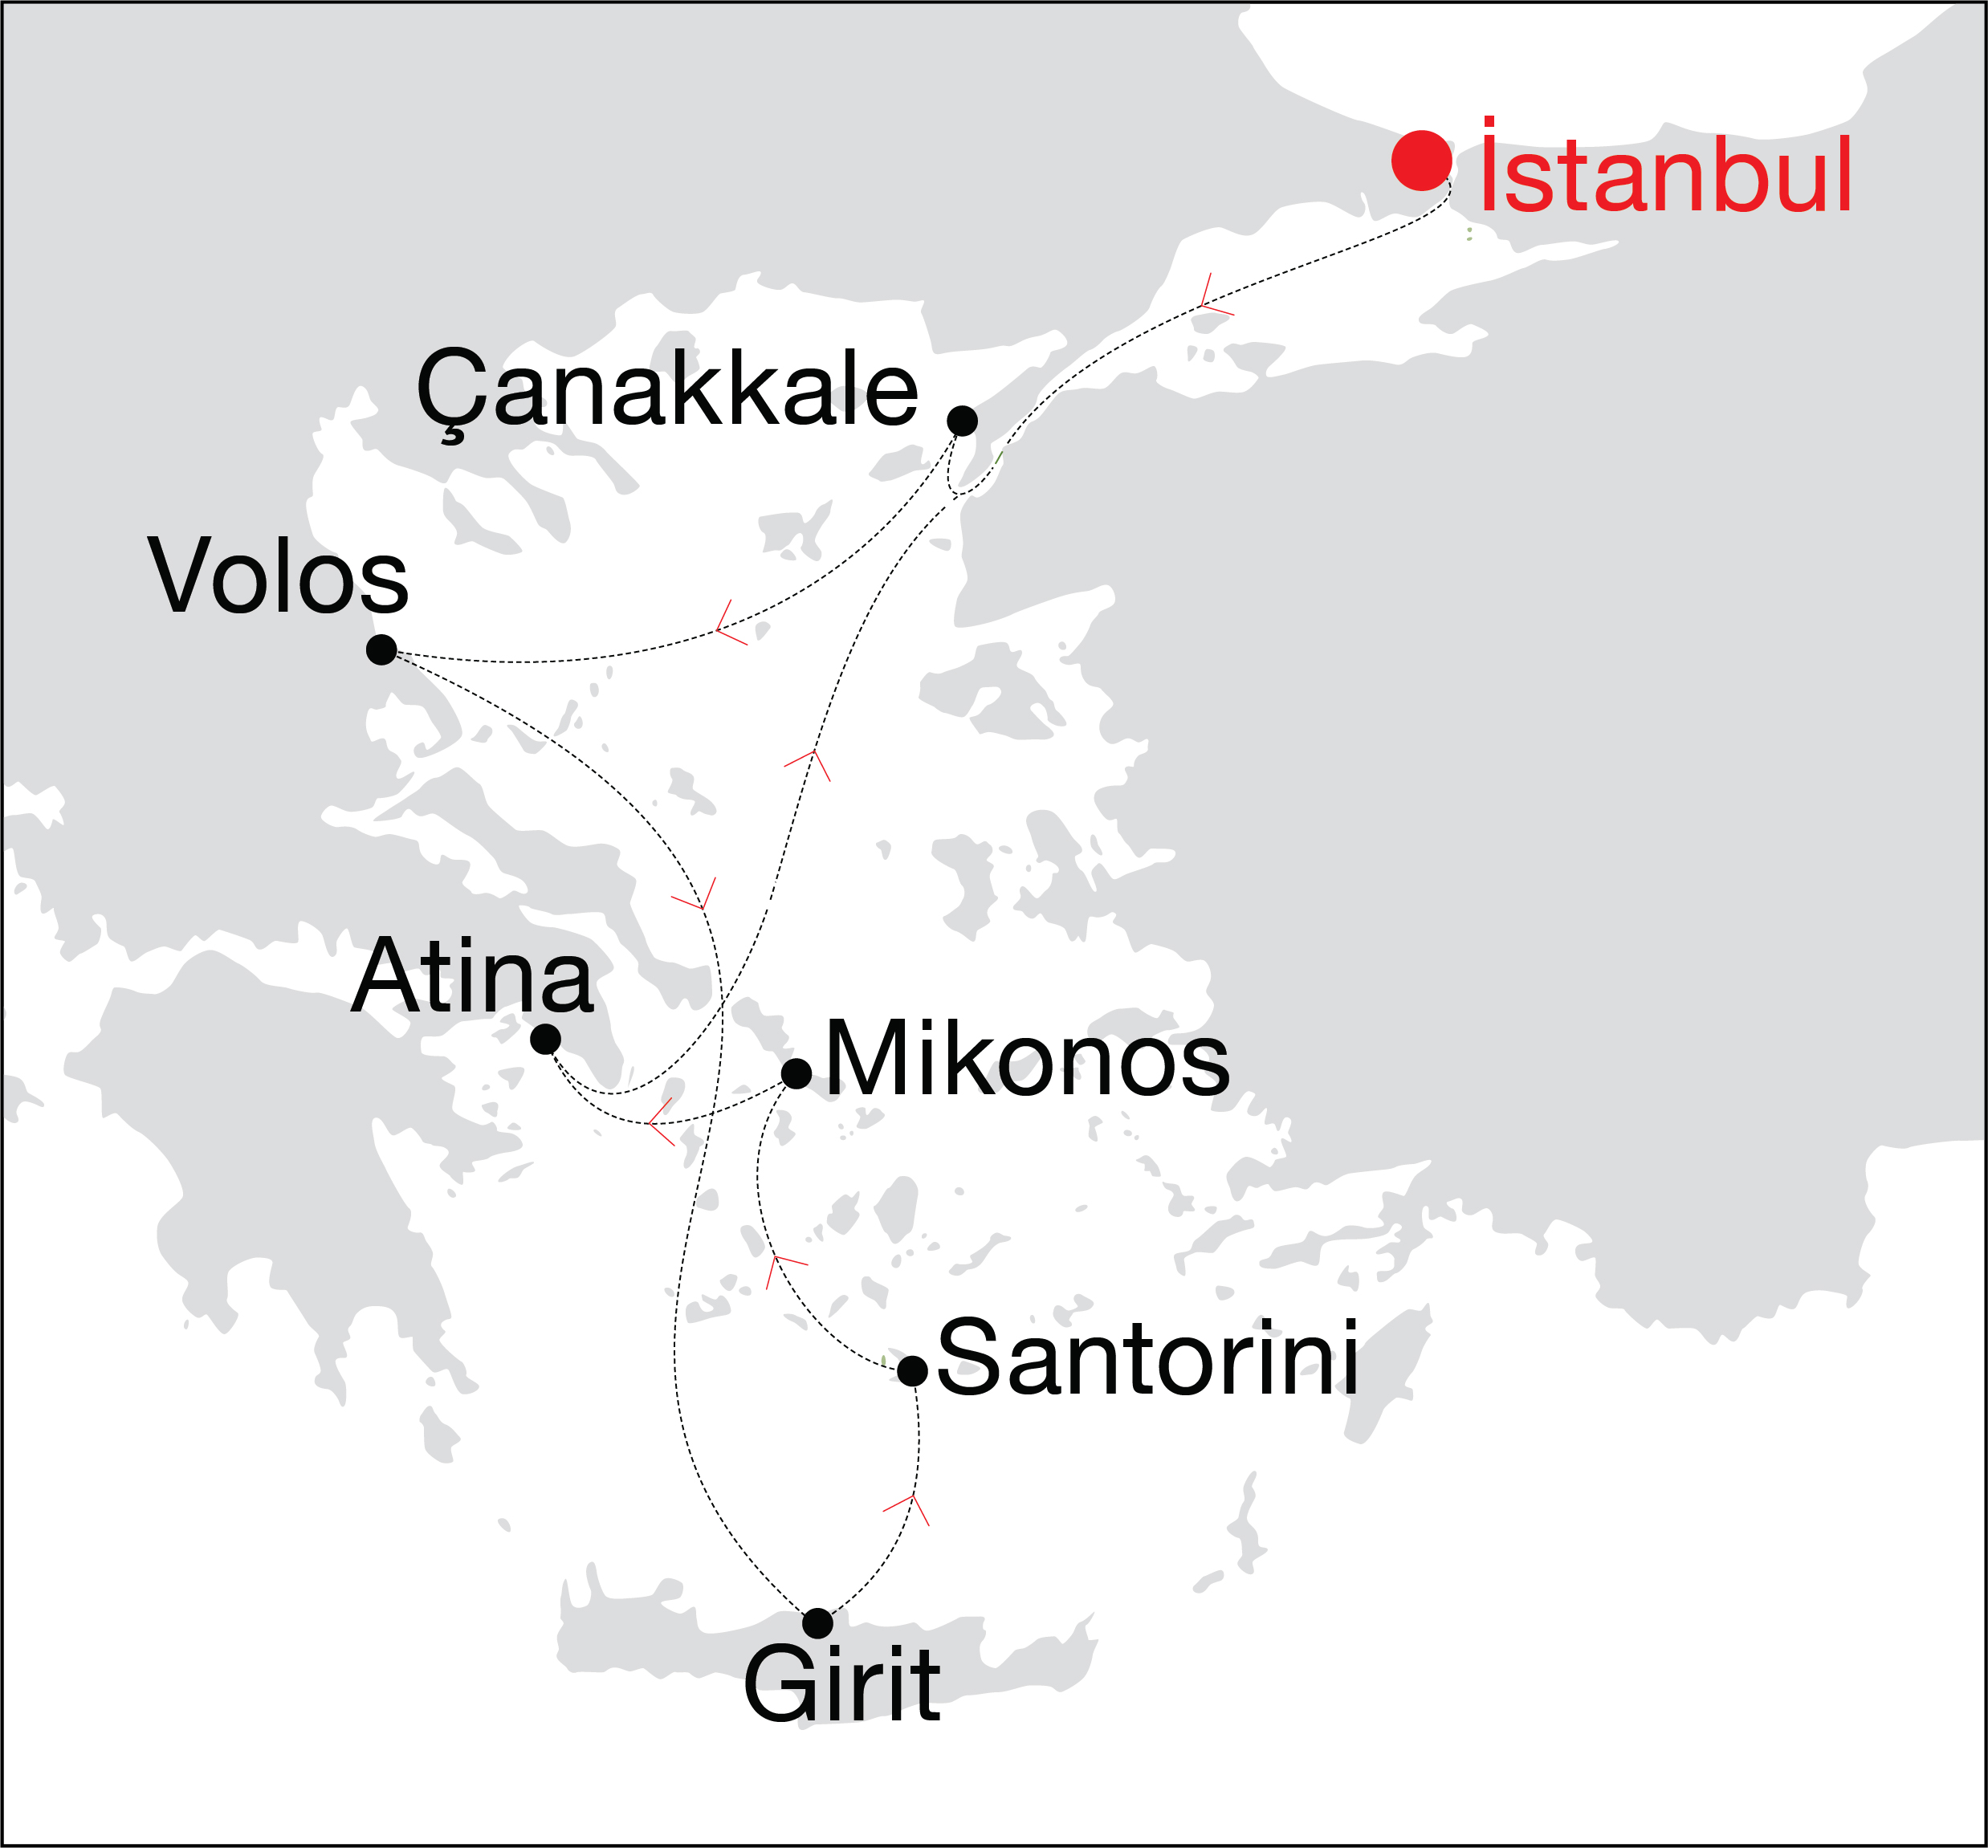 İstanbul
Çanakkale
Volos
Atina
Mikonos
Santorini
Girit